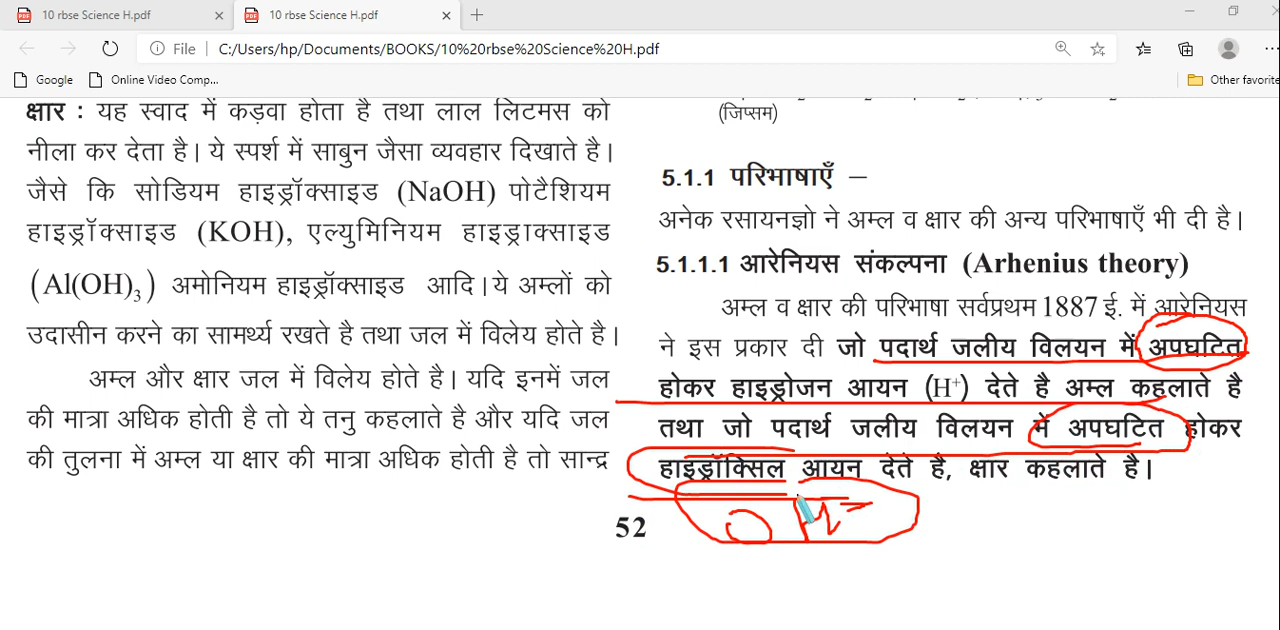 10 rbse Science H.pdf
10 rbse Science H.pdf
File | C:/Users/hp/Documents/BOOKS/10%20rbse%20Science%20H.pdf
Google
Online Video Comp...
Other favorite
क्षार : यह स्वाद में कड़वा होता है तथा लाल लिटमस को
नीला कर देता है। ये स्पर्श में साबुन जैसा व्यवहार दिखाते है।
जैसे कि सोडियम हाइड्रॉक्साइड (NaOH) पोटैशियम
हाइड्रॉक्साइड (KOH), एल्युमिनियम हाइड्राक्साइड
(Al(OH)₃) अमोनियम हाइड्रॉक्साइड आदि।ये अम्लों को
उदासीन करने का सामर्थ्य रखते है तथा जल में विलेय होते है।
अम्ल और क्षार जल में विलेय होते है। यदि इनमें जल
की मात्रा अधिक होती है तो ये तनु कहलाते है और यदि जल
की तुलना में अम्ल या क्षार की मात्रा अधिक होती है तो सान्द्र
(जिप्सम)
5.1.1 परिभाषाएँ –
अनेक रसायनज्ञो ने अम्ल व क्षार की अन्य परिभाषाएँ भी दी है।
5.1.1.1 आरेनियस संकल्पना (Arhenius theory)
अम्ल व क्षार की परिभाषा सर्वप्रथम 1887 ई. में आरेनियस
ने इस प्रकार दी जो पदार्थ जलीय विलयन में अपघटित
होकर हाइड्रोजन आयन (H⁺) देते है अम्ल कहलाते है
तथा जो पदार्थ जलीय विलयन में अपघटित होकर
हाइड्रॉक्सिल आयन देते है, क्षार कहलाते है।
OH⁻
52